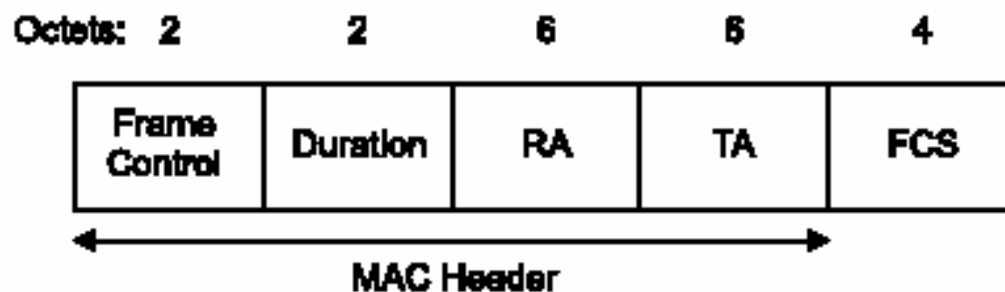 Octets: 2 2 6 6 4
Frame Control Duration RA TA FCS
MAC Header